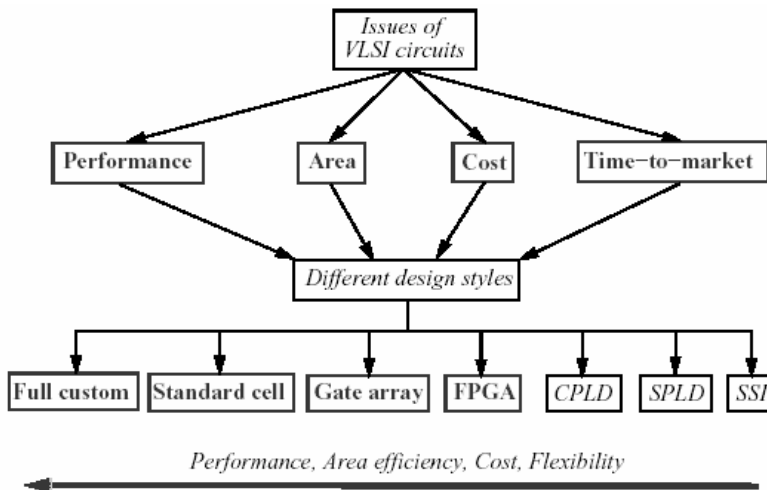 Issues of
VLSI circuits
Performance
Area
Cost
Time-to-market
Different design styles
Full custom
Standard cell
Gate array
FPGA
CPLD
SPLD
SSI
Performance, Area efficiency, Cost, Flexibility